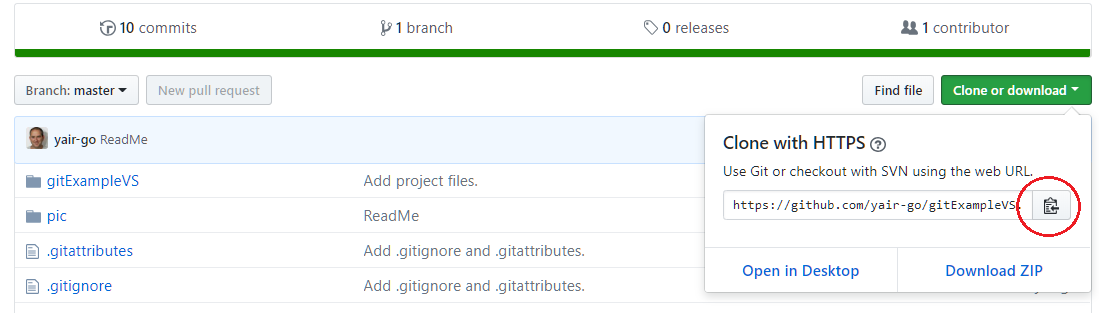 10 commits 1 branch 0 releases 1 contributor
Branch: master New pull request Find file Clone or download
yair-go ReadMe
gitExampleVS Add project files.
pic ReadMe
.gitattributes Add .gitignore and .gitattributes.
.gitignore Add .gitignore and .gitattributes.
Clone with HTTPS ?
Use Git or checkout with SVN using the web URL.
https://github.com/yair-go/gitExampleVS
Open in Desktop Download ZIP